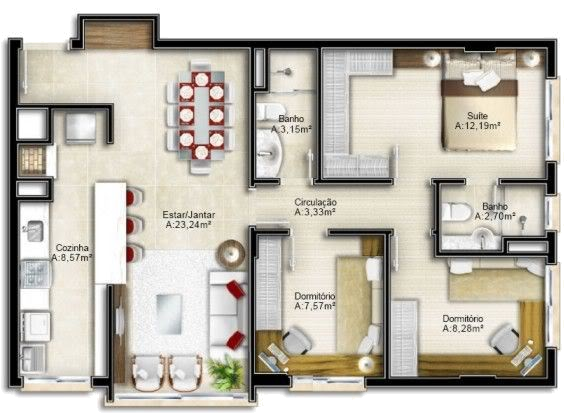 Banho
A:3,15m²
Suíte
A:12,19m²
Estar/Jantar
A:23,24m²
Circulação
A:3,33m²
Banho
A:2,70m²
Cozinha
A:8,57m²
Dormitório
A:7,57m²
Dormitório
A:8,28m²